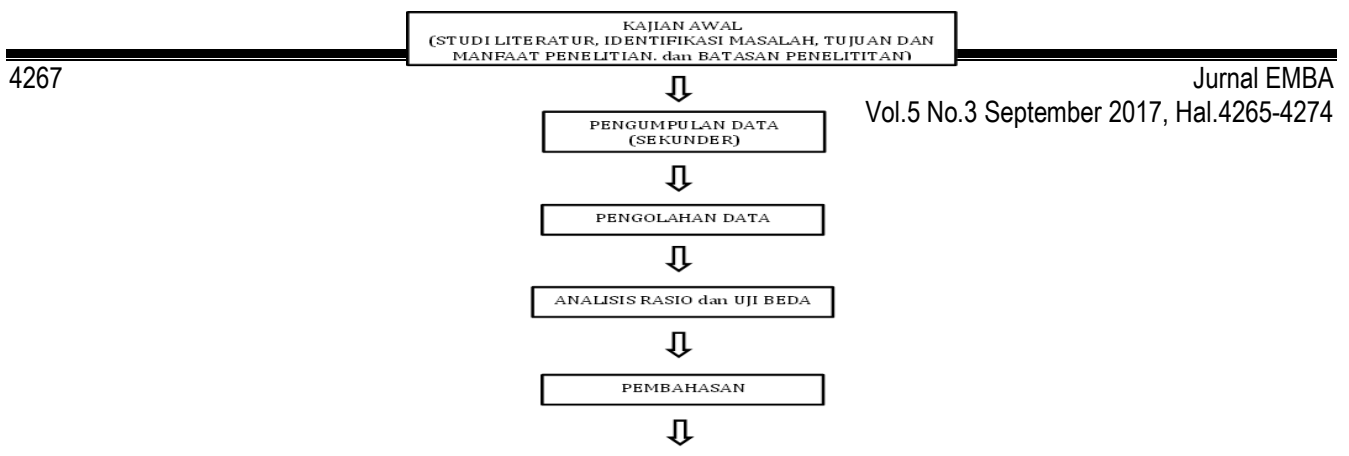 KAJIAN AWAL
(STUDI LITERATUR, IDENTIFIKASI MASALAH, TUJUAN DAN
MANFAAT PENELITIAN. dan BATASAN PENELITITAN)
4267
Jurnal EMBA
Vol.5 No.3 September 2017, Hal.4265-4274
PENGUMPULAN DATA
(SEKUNDER)
PENGOLAHAN DATA
ANALISIS RASIO dan UJI BEDA
PEMBAHASAN